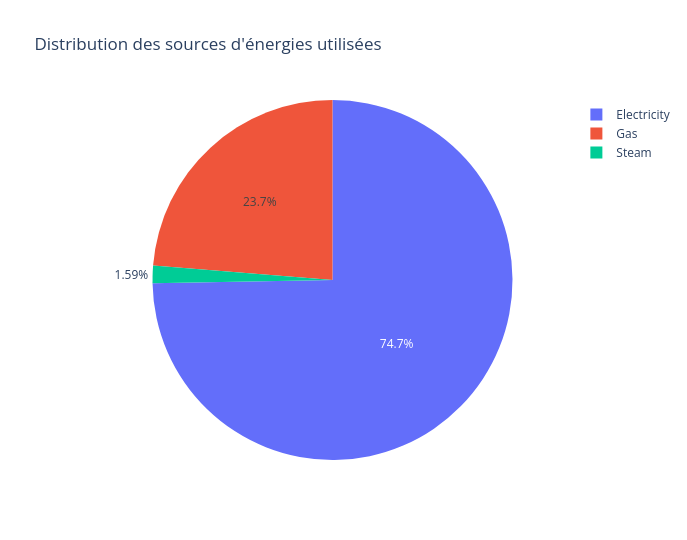 Distribution des sources d'énergies utilisées
Electricity
Gas
Steam
23.7%
1.59%
74.7%